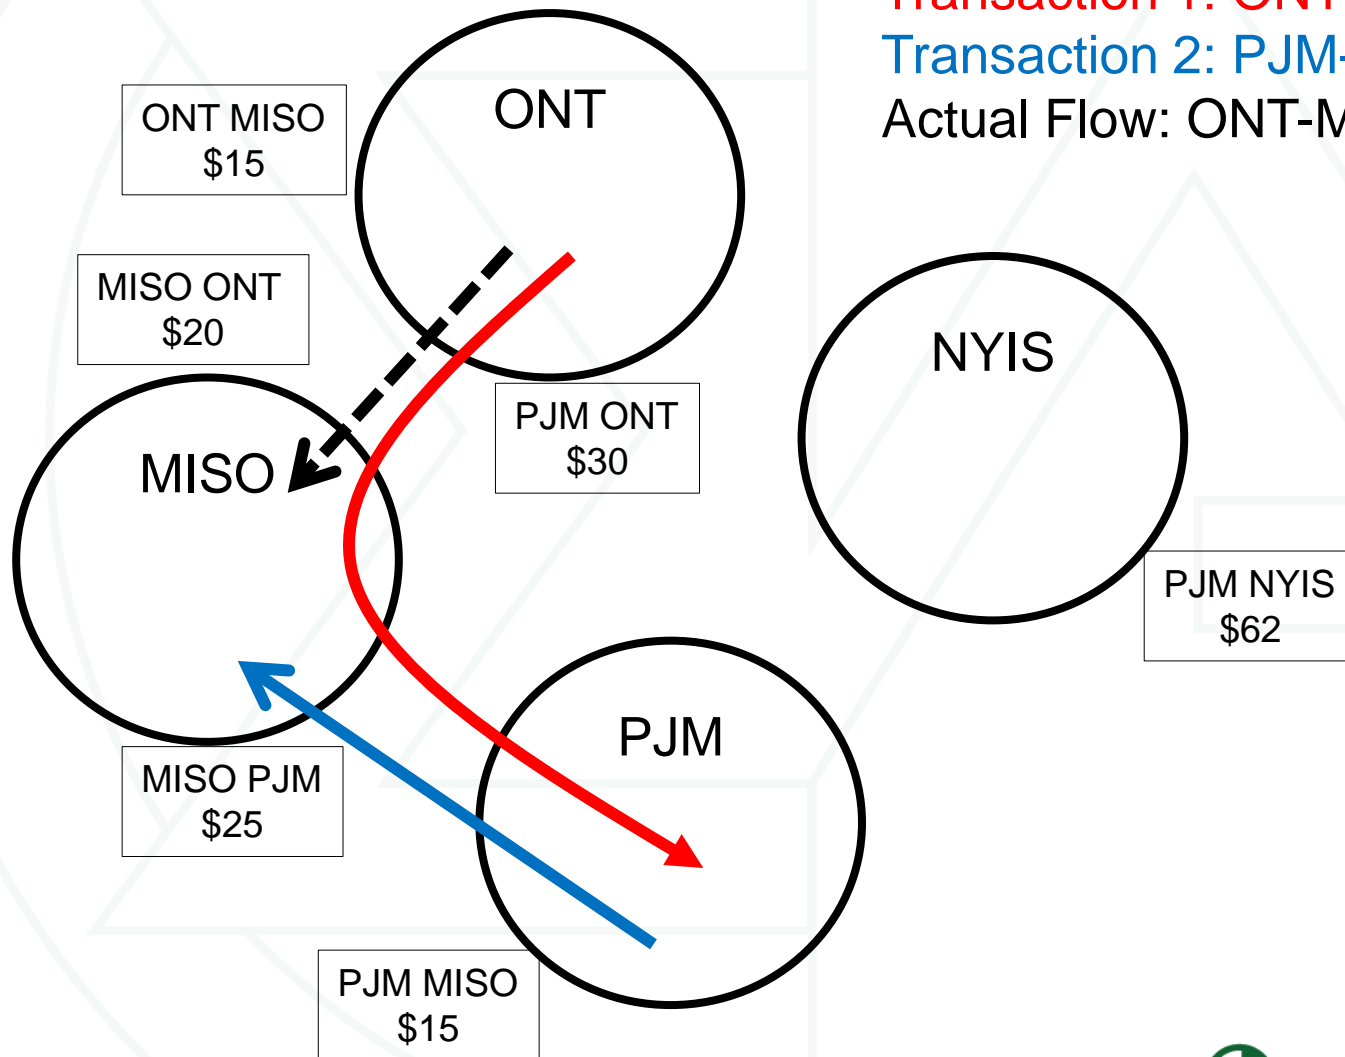 Transaction 2: PJM-
Actual Flow: ONT-M
ONT
ONT MISO
$15
MISO ONT
$20
NYIS
PJM ONT
$30
MISO
PJM NYIS
$62
PJM
MISO PJM
$25
PJM MISO
$15